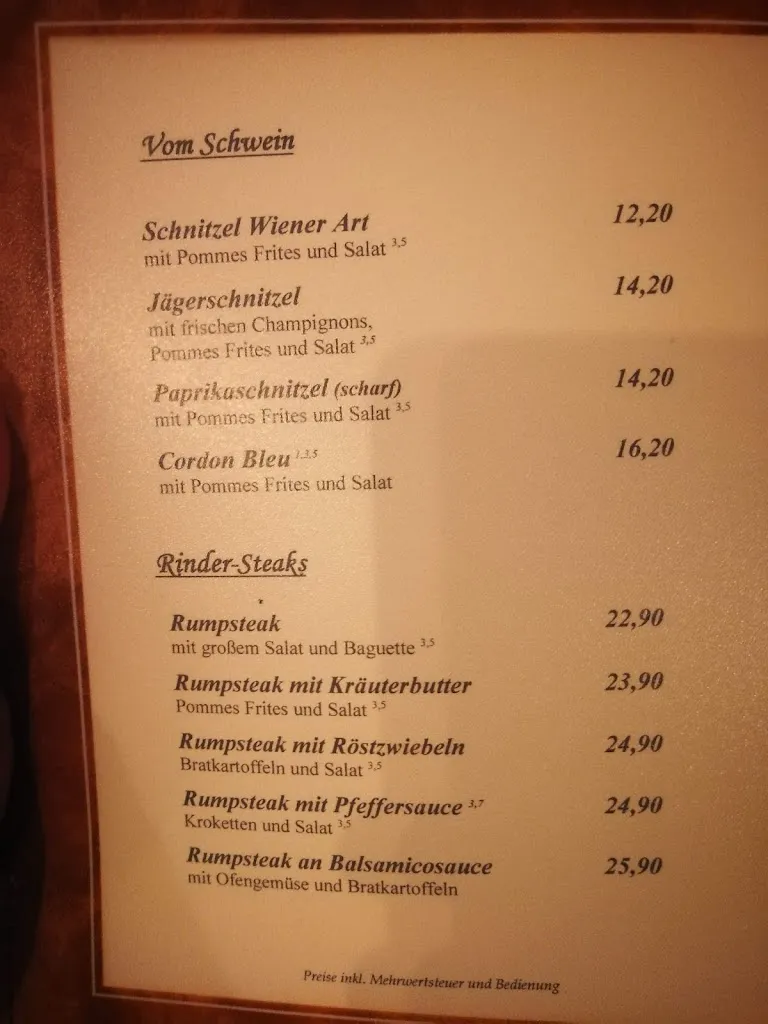 Vom Schwein
Schnitzel Wiener Art 12,20
mit Pommes Frites und Salat 3,5
Jägerschnitzel 14,20
mit frischen Champignons,
Pommes Frites und Salat 3,5
Paprikaschnitzel (scharf) 14,20
mit Pommes Frites und Salat 3,5
Cordon Bleu 1,3,5 16,20
mit Pommes Frites und Salat
Rinder-Steaks
Rumpsteak 22,90
mit großem Salat und Baguette 3,5
Rumpsteak mit Kräuterbutter 23,90
Pommes Frites und Salat 3,5
Rumpsteak mit Röstzwiebeln 24,90
Bratkartoffeln und Salat 3,5
Rumpsteak mit Pfeffersauce 3,7 24,90
Kroketten und Salat 3,5
Rumpsteak an Balsamicosauce 25,90
mit Ofengemüse und Bratkartoffeln
Preise inkl. Mehrwertsteuer und Bedienung